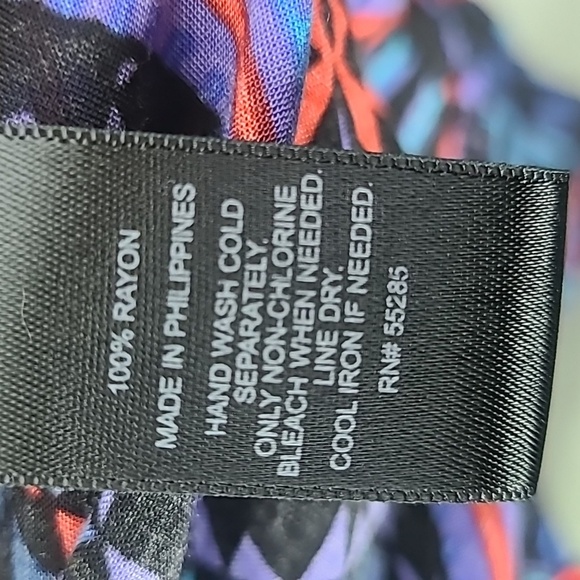 100% RAYON
MADE IN PHILIPPINES
HAND WASH COLD
SEPARATELY.
ONLY NON-CHLORINE
BLEACH WHEN NEEDED.
LINE DRY.
COOL IRON IF NEEDED.
RN# 55285